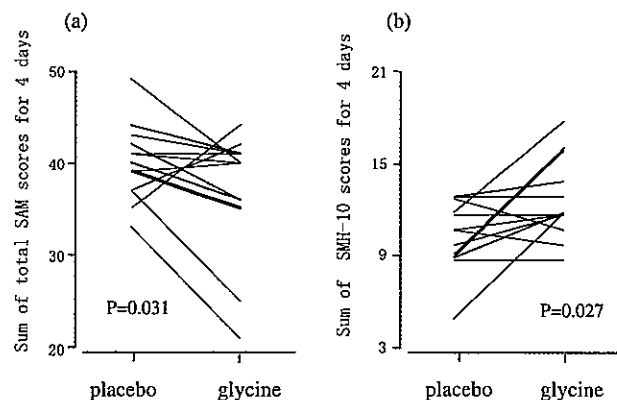 (a)
Sum of total SAM scores for 4 days
50
40
30
20
P=0.031
placebo glycine
(b)
Sum of SMH-10 scores for 4 days
21
15
9
3
P=0.027
placebo glycine